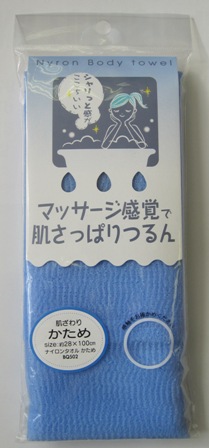 Nyron Body towel
シャリっと感が
ここちいい
マッサージ感覚で
肌さっぱりつるん
肌ざわり
かため
SIZE: 約28×100cm
ナイロンタオル かため
BQ502